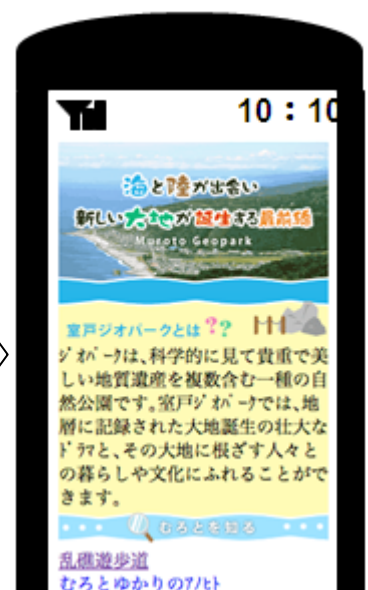 10：10
海と陸が出会い
新しい大地が誕生する最前線
Muroto Geopark
室戸ジオパークとは??
ｼﾞｵﾊﾟｰｸは、科学的に見て貴重で美
しい地質遺産を複数含む一種の自
然公園です。室戸ｼﾞｵﾊﾟｰｸでは、地
層に記録された大地誕生の壮大な
ﾄﾞﾗﾏと、その大地に根ざす人々と
の暮らしや文化にふれることがで
きます。
むろとを知る
乱礁遊歩道
むろとゆかりのｱﾉﾋﾄ